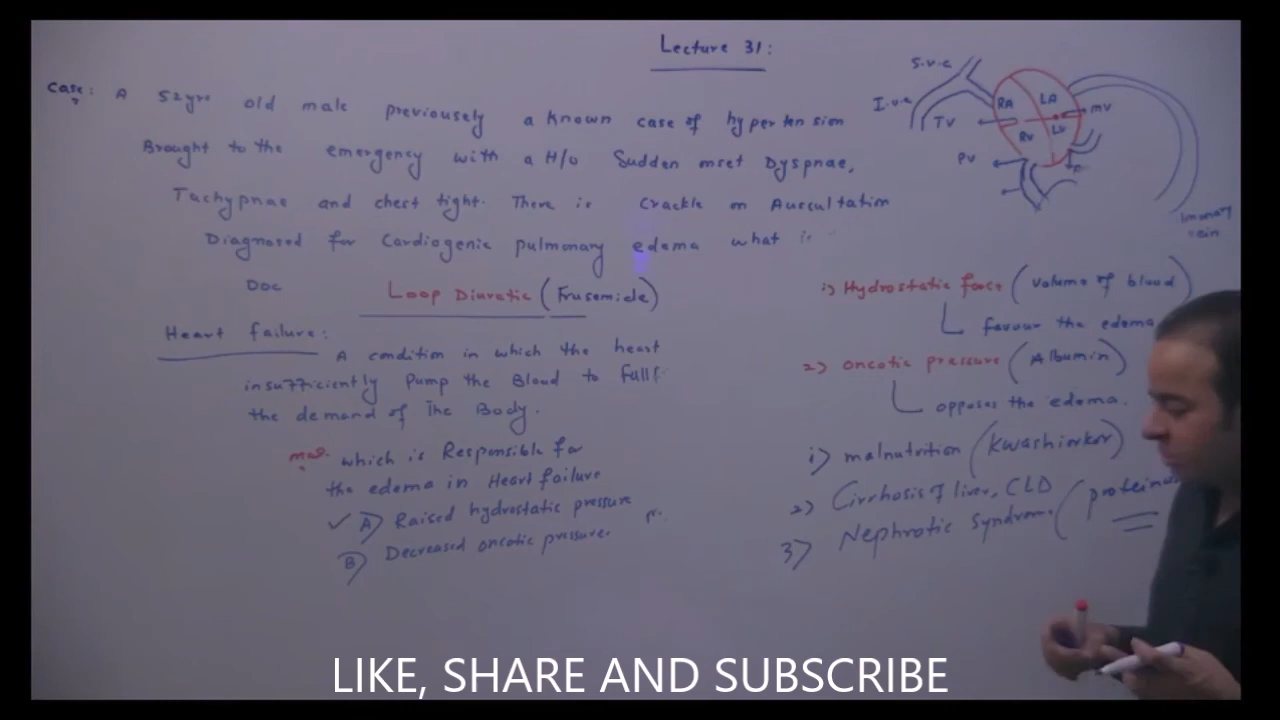 Lecture 31:
Case: A 52yrs old male previousely a known case of hypertension
Brought to the emergency with a H/o Sudden onset Dyspnae,
Tachypnae and chest tight. There is crackle on Auscultation
Diagnosed for Cardiogenic pulmonary edema what is
DOC Loop Diuretic (Frusemide)
Heart failure:
A condition in which the heart
insufficiently Pump the Blood to Fulls
the demand of The Body.
which is Responsible for
the edema in Heart failure
✓ A) Raised hydrostatic pressure
B) Decreased oncotic pressure.
S.v.c
I.v.c
RA
LA
TV
mv
RV
LV
PV
1) Hydrostatic force (volume of blood)
favour the edema
2) oncotic pressure (Albumin)
opposes the edema.
1) malnutrition (Kwashiorkor)
2) Cirrhosis of liver, CLD
3) Nephrotic Syndrom. (protein
LIKE, SHARE AND SUBSCRIBE